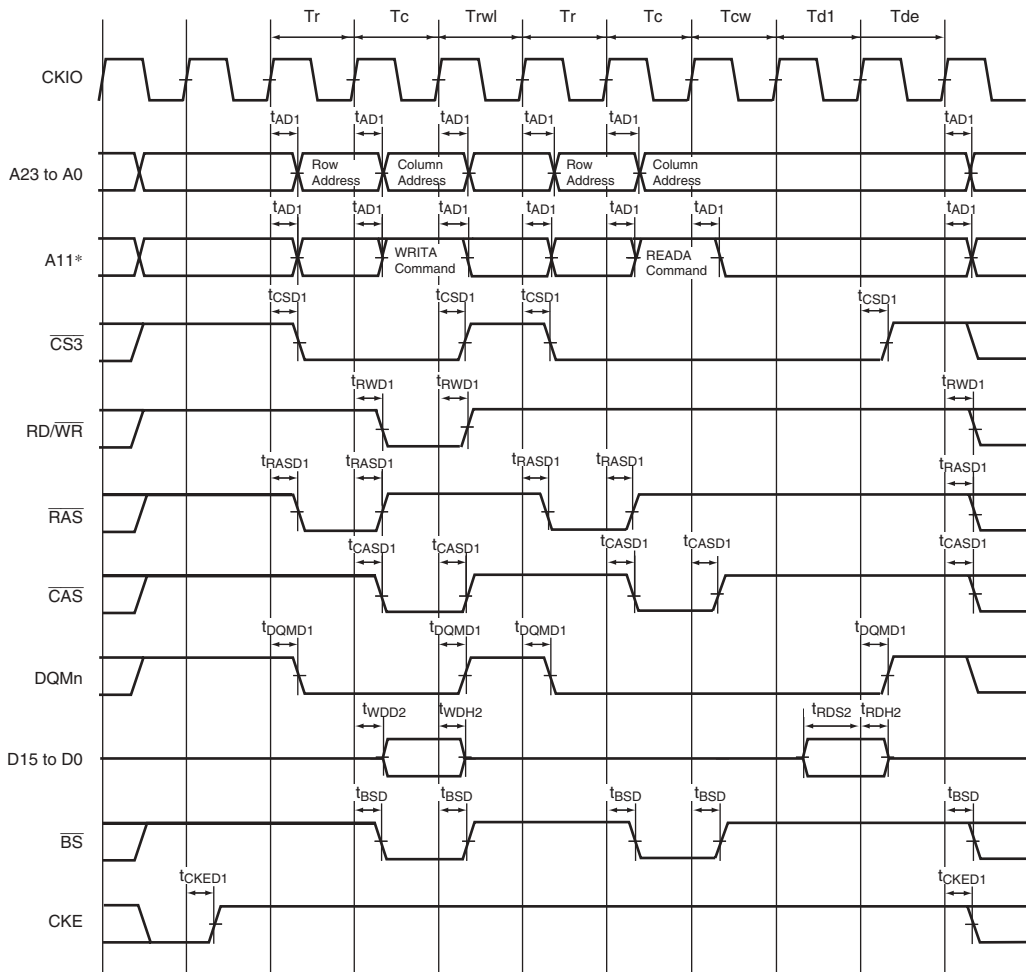 Tr Tc Trwl Tr Tc Tcw Td1 Tde
CKIO
tAD1 tAD1 tAD1 tAD1 tAD1 tAD1
A23 to A0
Row Address
Column Address
Row Address
Column Address
tAD1 tAD1 tAD1 tAD1 tAD1 tAD1 tAD1
A11*
WRITA Command
READA Command
tCSD1 tCSD1 tCSD1 tCSD1
CS3
tRWD1 tRWD1 tRWD1
RD/WR
tRASD1 tRASD1 tRASD1 tRASD1 tRASD1
RAS
tCASD1 tCASD1 tCASD1 tCASD1 tCASD1
CAS
tDQMD1 tDQMD1 tDQMD1 tDQMD1
DQMn
tWDD2 tWDH2 tRDS2 tRDH2
D15 to D0
tBSD tBSD tBSD tBSD tBSD
BS
tCKED1 tCKED1
CKE